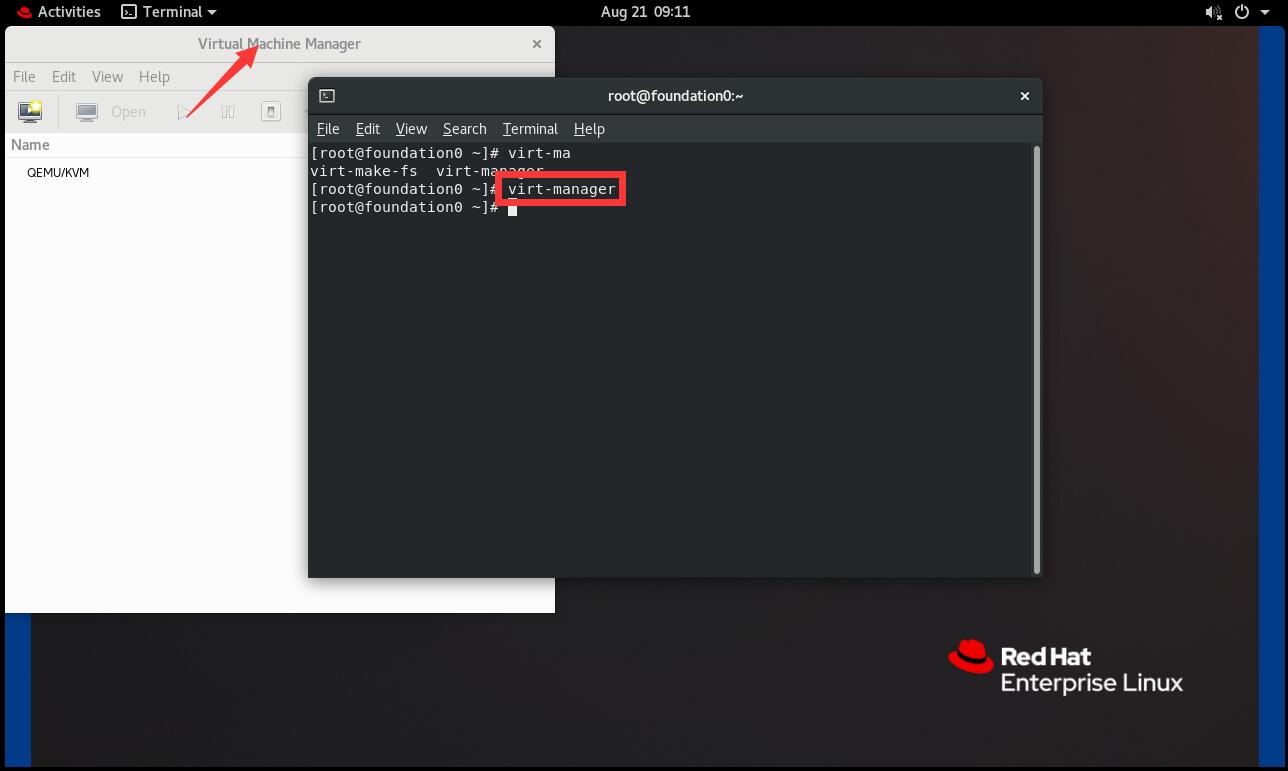 Activities Terminal Aug 21 09:11
Virtual Machine Manager
File Edit View Help
Open
Name
QEMU/KVM
root@foundation0:~
File Edit View Search Terminal Help
[root@foundation0 ~]# virt-ma
virt-make-fs virt-manager
[root@foundation0 ~]# virt-manager
[root@foundation0 ~]#
Red Hat
Enterprise Linux